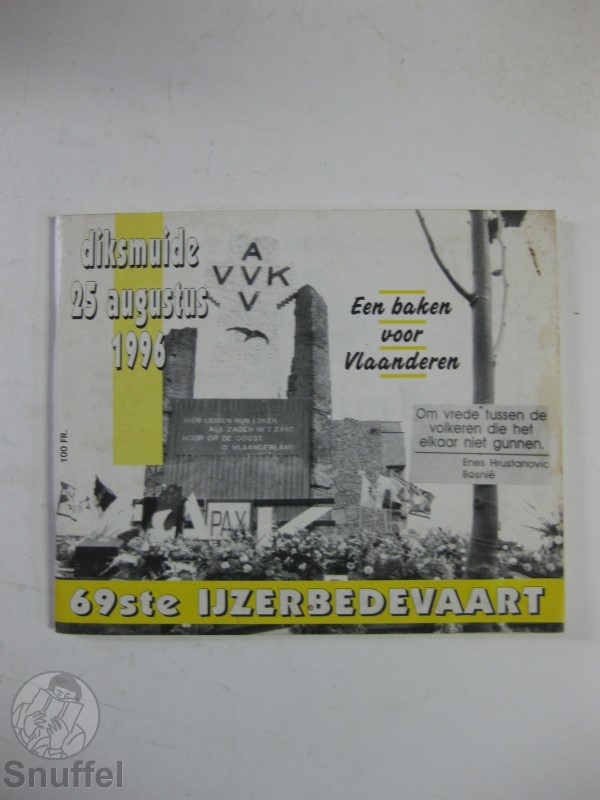 diksmuide
25 augustus
1996
A
VVK
V
Een baken
voor
Vlaanderen
100 FR.
HIER LIGGEN HUN LIJKEN
ALS ZADEN IN 'T ZAND
HOOP OP DE OOGST
O VLAANDERLAND
Om vrede tussen de
volkeren die het
elkaar niet gunnen.
Enes Hrustanovic
Bosnië
PAX
69ste IJZERBEDEVAART
Snuffel